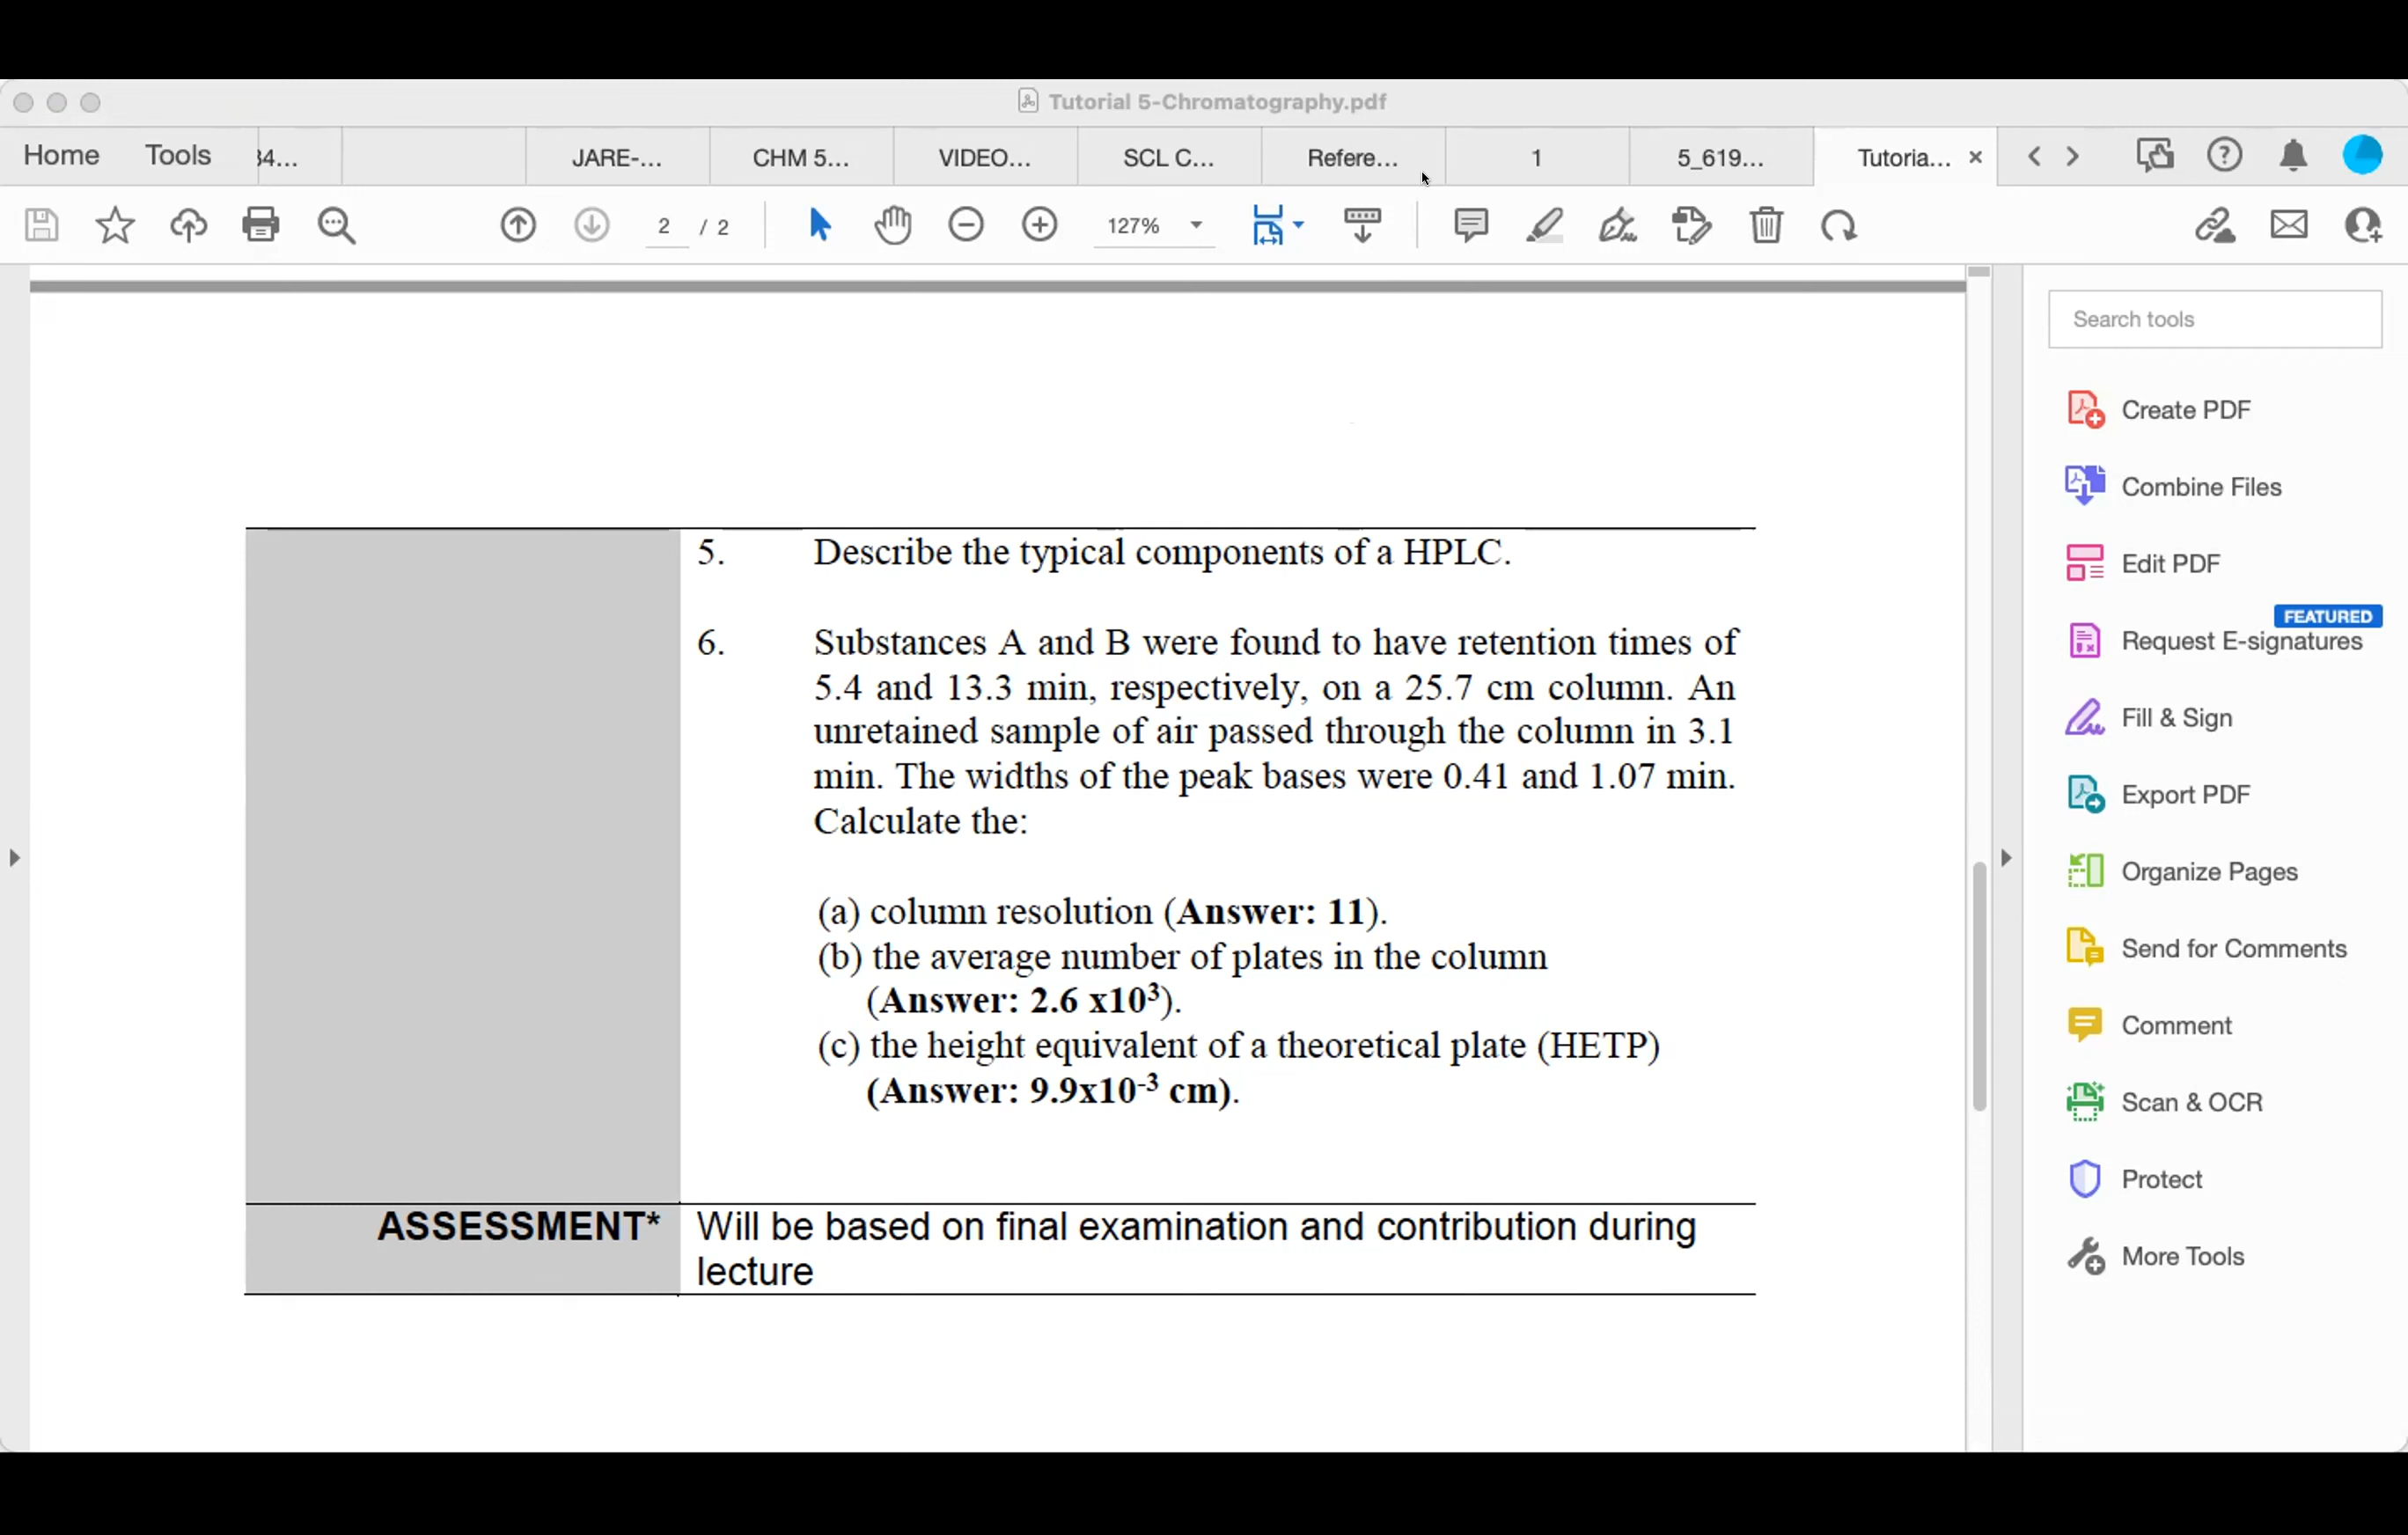 Tutorial 5-Chromatography.pdf
Home Tools 34... JARE-... CHM 5... VIDEO... SCL C... Refere... 1 5_619... Tutoria...
2 / 2 127%
Search tools
Create PDF
Combine Files
Edit PDF
FEATURED
Request E-signatures
Fill & Sign
Export PDF
Organize Pages
Send for Comments
Comment
Scan & OCR
Protect
More Tools
5. Describe the typical components of a HPLC.
6. Substances A and B were found to have retention times of
5.4 and 13.3 min, respectively, on a 25.7 cm column. An
unretained sample of air passed through the column in 3.1
min. The widths of the peak bases were 0.41 and 1.07 min.
Calculate the:
(a) column resolution (Answer: 11).
(b) the average number of plates in the column
(Answer: 2.6 x10³).
(c) the height equivalent of a theoretical plate (HETP)
(Answer: 9.9x10⁻³ cm).
ASSESSMENT* Will be based on final examination and contribution during
lecture